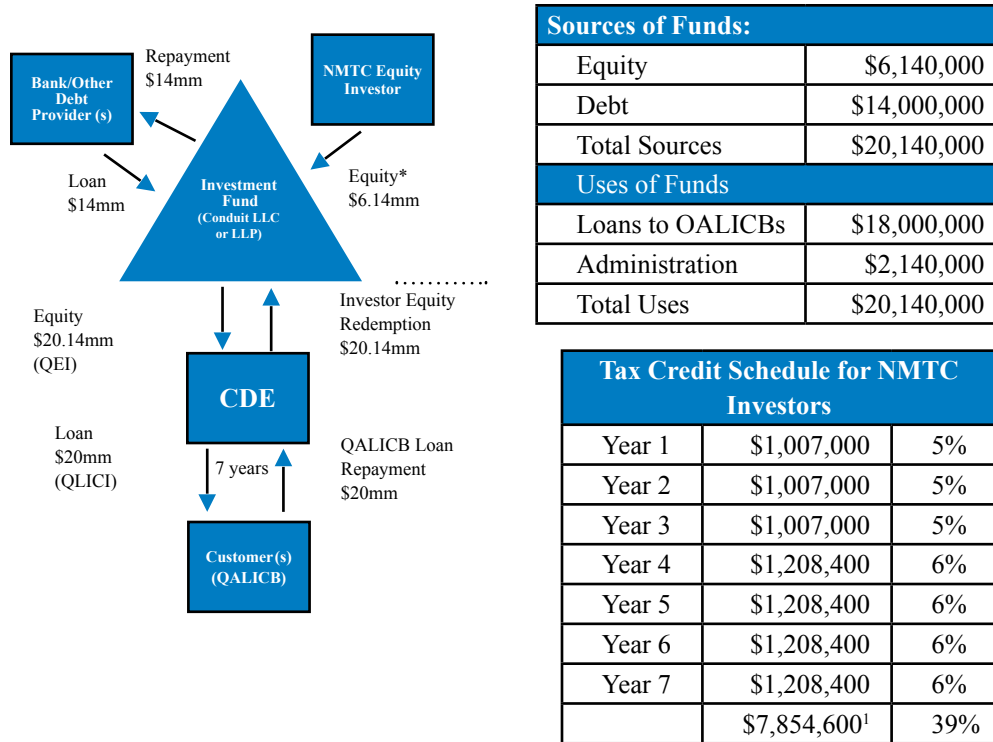 Bank/Other
Debt
Provider (s)
Repayment
$14mm
NMTC Equity
Investor
Loan
$14mm
Investment
Fund
(Conduit LLC
or LLP)
Equity*
$6.14mm
Equity
$20.14mm
(QEI)
Investor Equity
Redemption
$20.14mm
CDE
Loan
$20mm
(QLICI)
7 years
QALICB Loan
Repayment
$20mm
Customer(s)
(QALICB)
Sources of Funds:
Equity $6,140,000
Debt $14,000,000
Total Sources $20,140,000
Uses of Funds
Loans to OALICBs $18,000,000
Administration $2,140,000
Total Uses $20,140,000
Tax Credit Schedule for NMTC
Investors
Year 1 $1,007,000 5%
Year 2 $1,007,000 5%
Year 3 $1,007,000 5%
Year 4 $1,208,400 6%
Year 5 $1,208,400 6%
Year 6 $1,208,400 6%
Year 7 $1,208,400 6%
$7,854,600¹ 39%